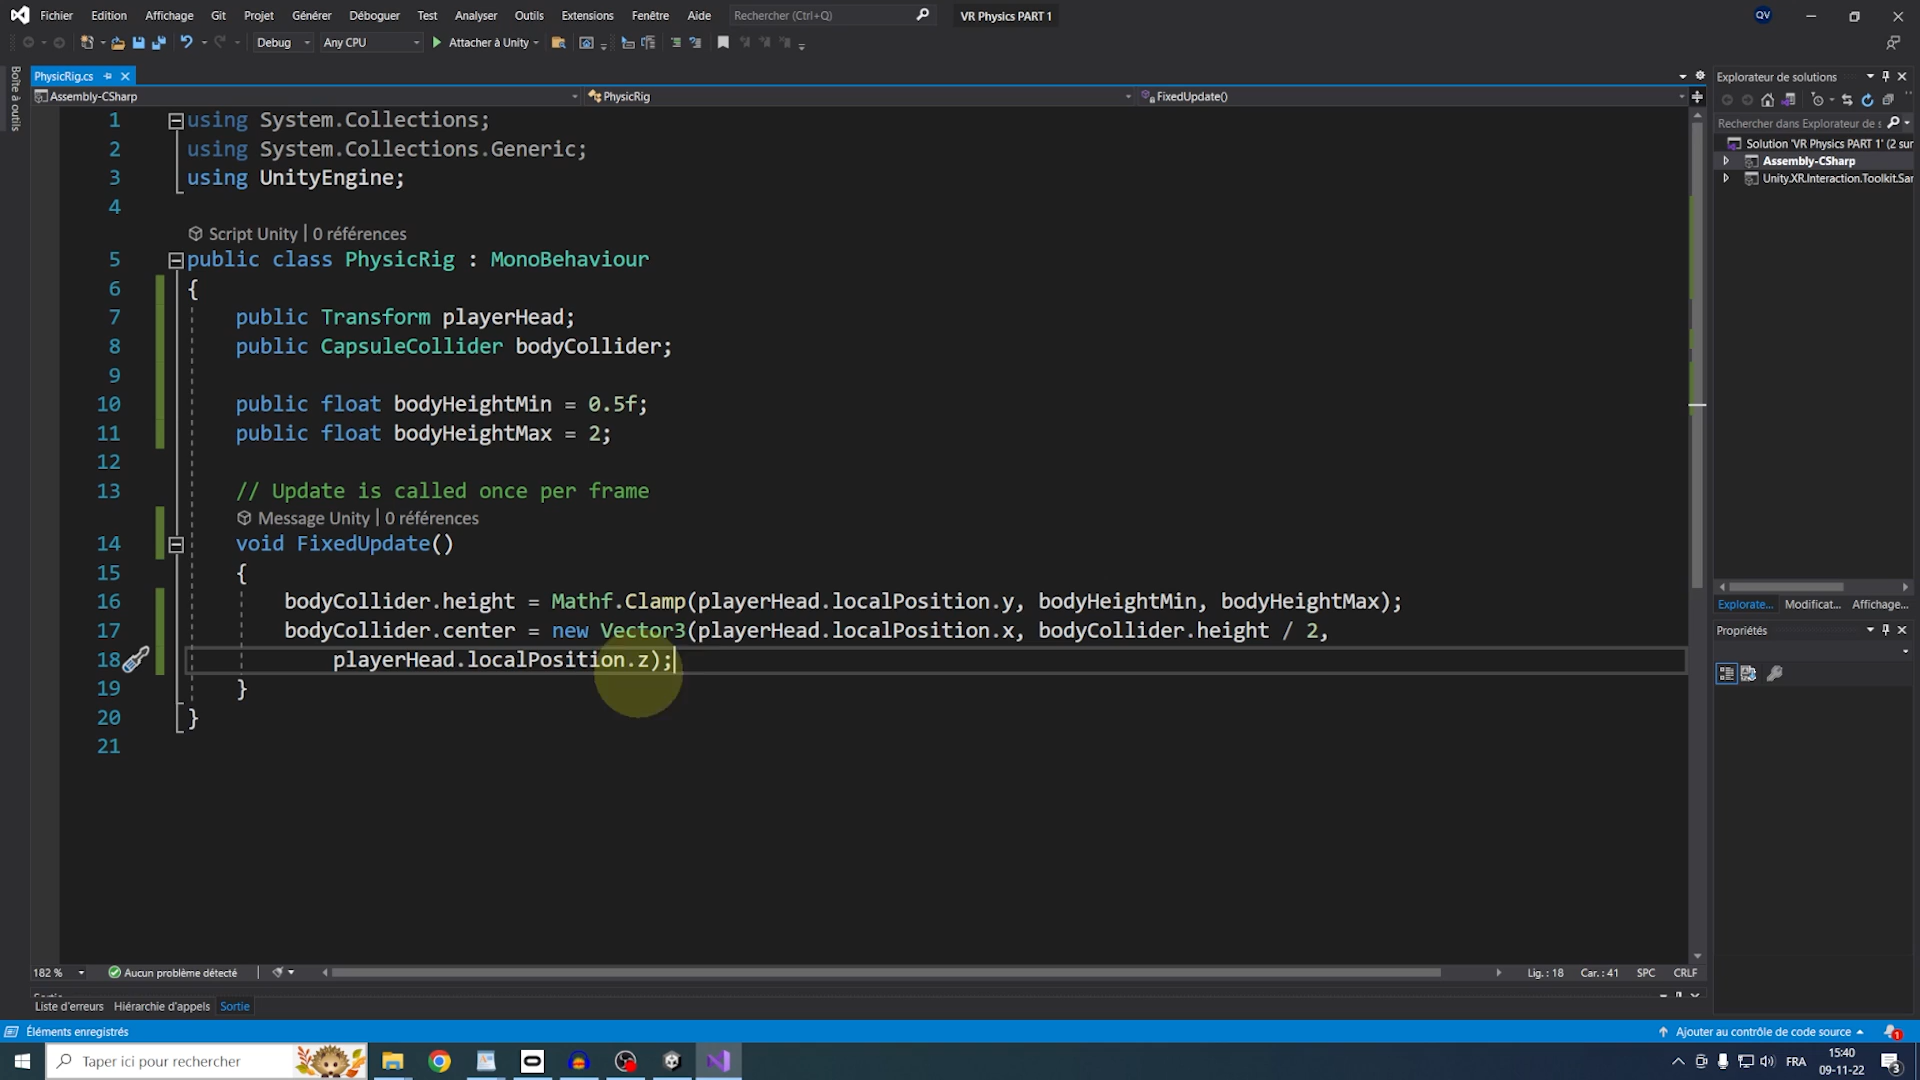 Fichier Edition Affichage Git Projet Générer Déboguer Test Analyser Outils Extensions Fenêtre Aide Rechercher (Ctrl+Q) VR Physics PART 1 QV
Debug Any CPU Attacher à Unity
Boîte à outils
PhysicRig.cs
Assembly-CSharp PhysicRig FixedUpdate()
1 using System.Collections;
2 using System.Collections.Generic;
3 using UnityEngine;
4
Script Unity | 0 références
5 public class PhysicRig : MonoBehaviour
6 {
7 public Transform playerHead;
8 public CapsuleCollider bodyCollider;
9
10 public float bodyHeightMin = 0.5f;
11 public float bodyHeightMax = 2;
12
13 // Update is called once per frame
Message Unity | 0 références
14 void FixedUpdate()
15 {
16 bodyCollider.height = Mathf.Clamp(playerHead.localPosition.y, bodyHeightMin, bodyHeightMax);
17 bodyCollider.center = new Vector3(playerHead.localPosition.x, bodyCollider.height / 2,
18 playerHead.localPosition.z);
19 }
20 }
21
182 % Aucun problème détecté Lig. : 18 Car. : 41 SPC CRLF
Liste d'erreurs Hiérarchie d'appels Sortie
Explorateur de solutions
Rechercher dans Explorateur de s
Solution 'VR Physics PART 1' (2 sur
Assembly-CSharp
Unity.XR.Interaction.Toolkit.Sar
Explorate... Modificat... Affichage...
Propriétés
Éléments enregistrés Ajouter au contrôle de code source 1
Taper ici pour rechercher FRA 15:40
09-11-22 3